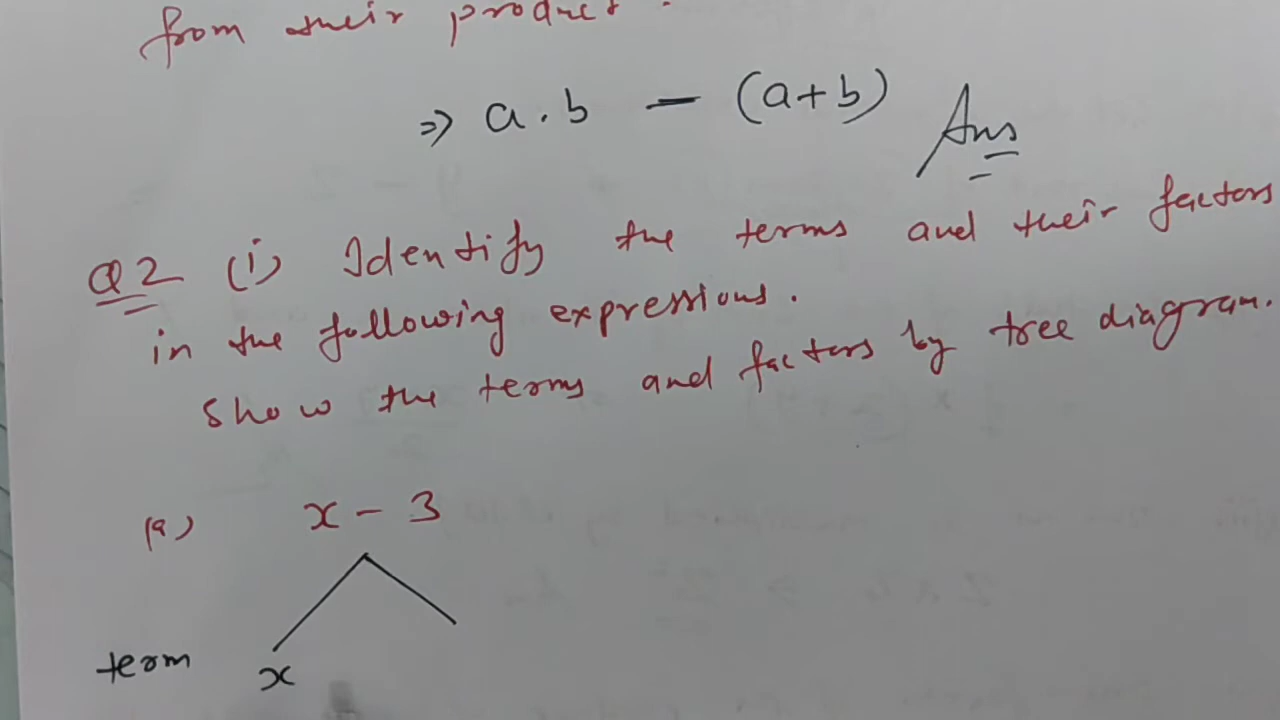 from their product.
⇒ a.b — (a+b) Ans
Q2 (i) Identify the terms and their factors
in the following expressions.
Show the terms and factors by tree diagram.
(a) x - 3
term x